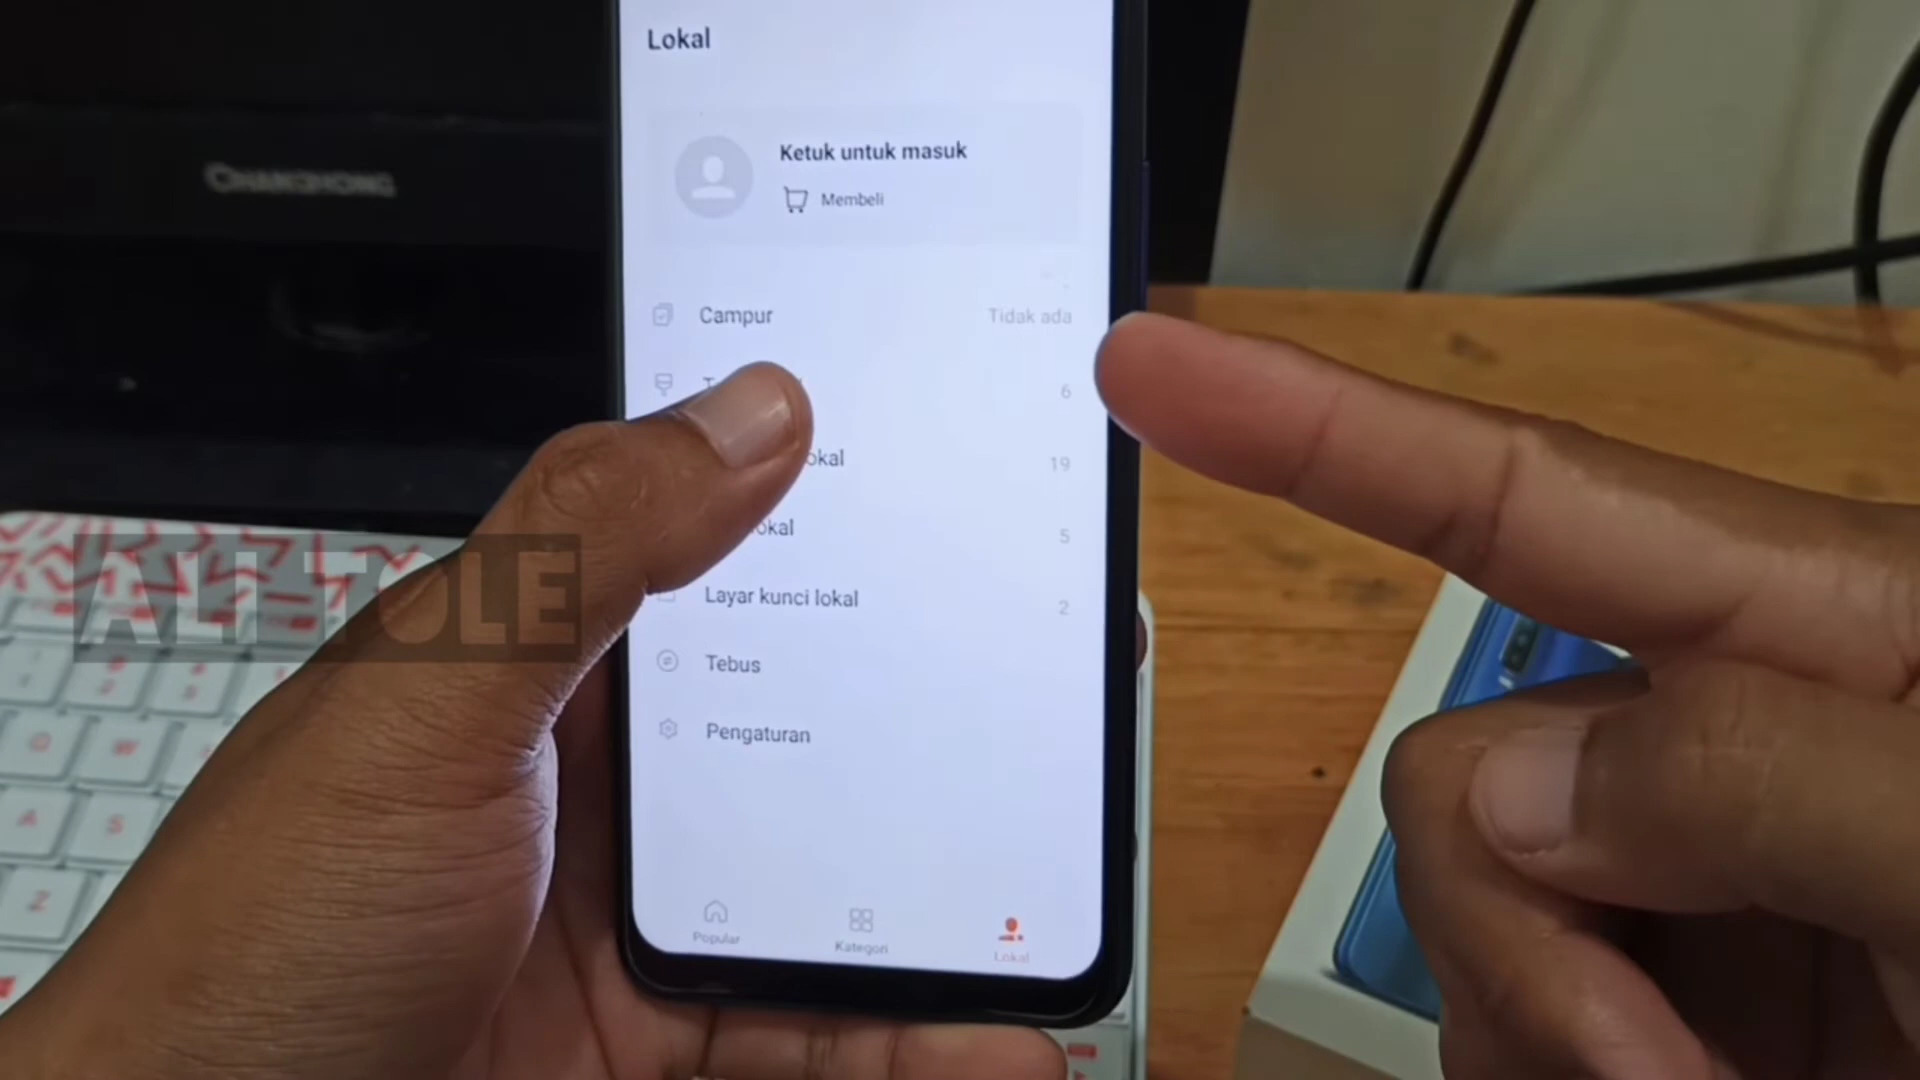 Lokal
CHANGHONG
Ketuk untuk masuk
Membeli
Campur
Tidak ada
6
okal
19
okal
5
Layar kunci lokal
2
Tebus
Pengaturan
ALI TOLE
Popular
Kategori
Lokal
Q
W
A
S
Z